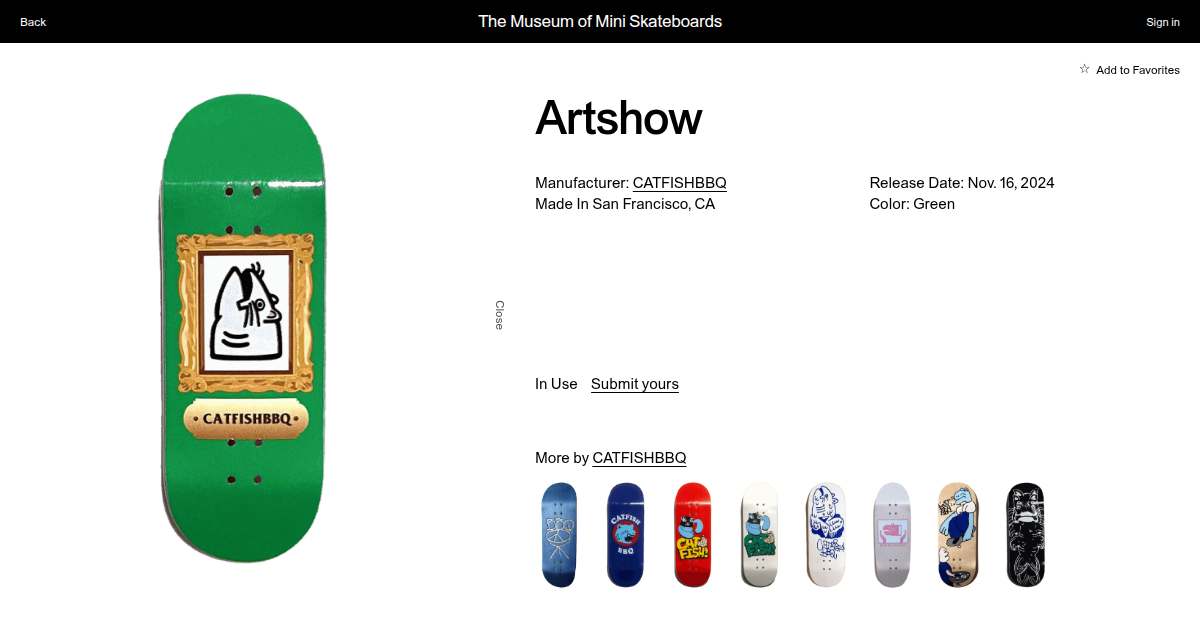 Back
The Museum of Mini Skateboards
Sign in
☆ Add to Favorites
Artshow
Manufacturer: CATFISHBBQ
Made In San Francisco, CA
Release Date: Nov. 16, 2024
Color: Green
CATFISHBBQ
Close
In Use Submit yours
More by CATFISHBBQ
CATFISH
BBQ
CAT
FISH!